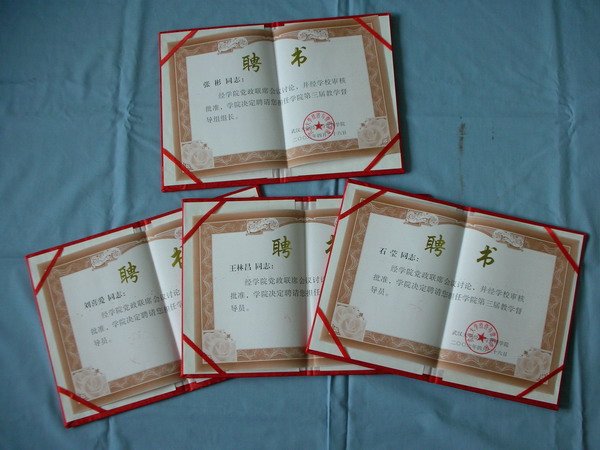 聘书
张 彬 同志：
经学院党政联席会议讨论，并经学校审核
批准，学院决定聘请您担任学院第三届教学督
导组组长。
聘
刘喜爱 同志：
经学院党政联席会议讨论
批准，学院决定聘请您
导员。
聘
王林昌 同志：
经学院党政联席会议讨
批准，学院决定聘请您担
导员。
聘书
石 莹 同志：
经学院党政联席会议讨论，并经学校审核
批准，学院决定聘请您担任学院第三届教学督
导员。